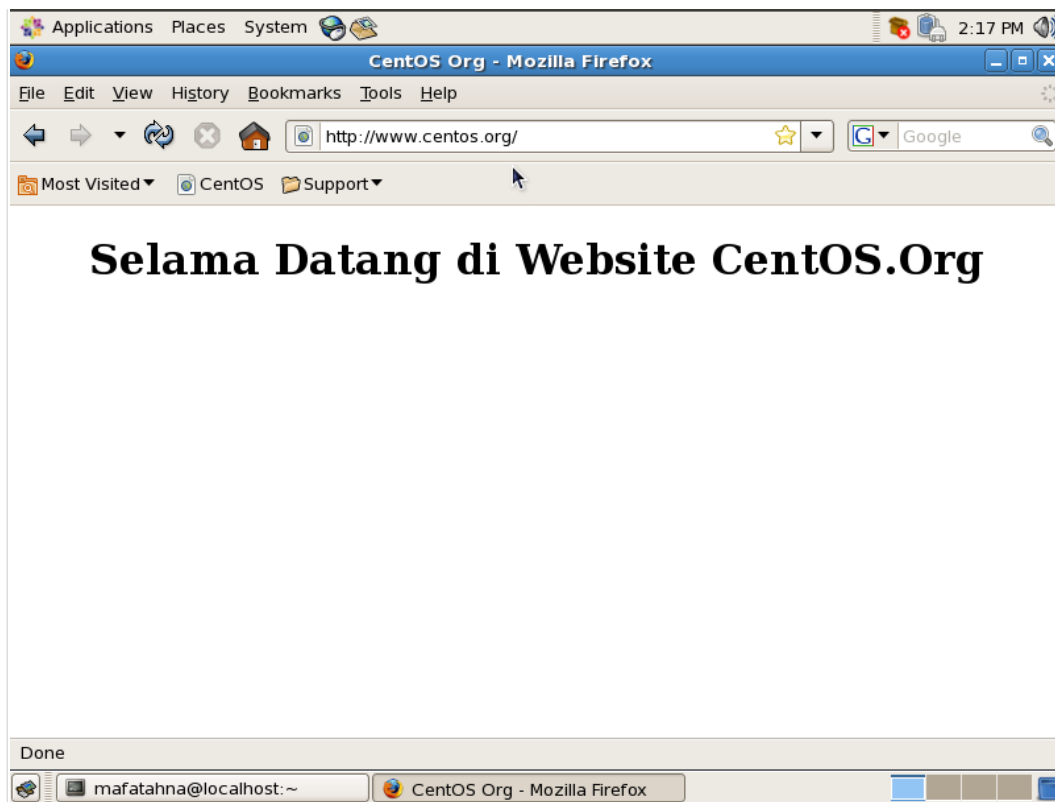 Applications Places System 2:17 PM
CentOS Org - Mozilla Firefox
File Edit View History Bookmarks Tools Help
http://www.centos.org/ G Google
Most Visited CentOS Support
Selama Datang di Website CentOS.Org
Done
mafatahna@localhost:~ CentOS Org - Mozilla Firefox